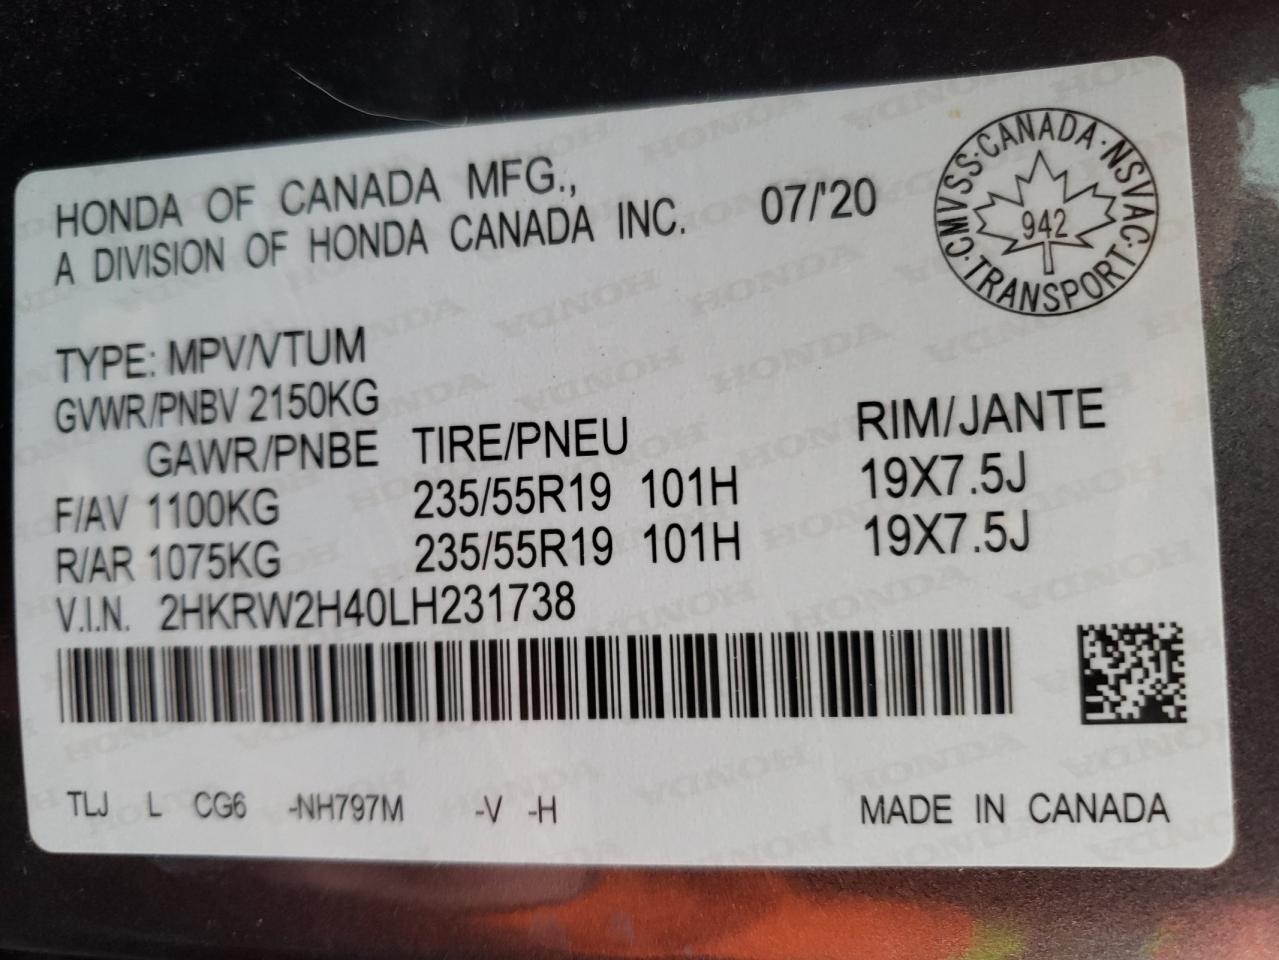 HONDA OF CANADA MFG.,
A DIVISION OF HONDA CANADA INC. 07/'20
CMVSS·CANADA·NSVAC·TRANSPORT·
942
TYPE: MPV/VTUM
GVWR/PNBV 2150KG
GAWR/PNBE TIRE/PNEU RIM/JANTE
F/AV 1100KG 235/55R19 101H 19X7.5J
R/AR 1075KG 235/55R19 101H 19X7.5J
V.I.N. 2HKRW2H40LH231738
TLJ L CG6 -NH797M -V -H MADE IN CANADA